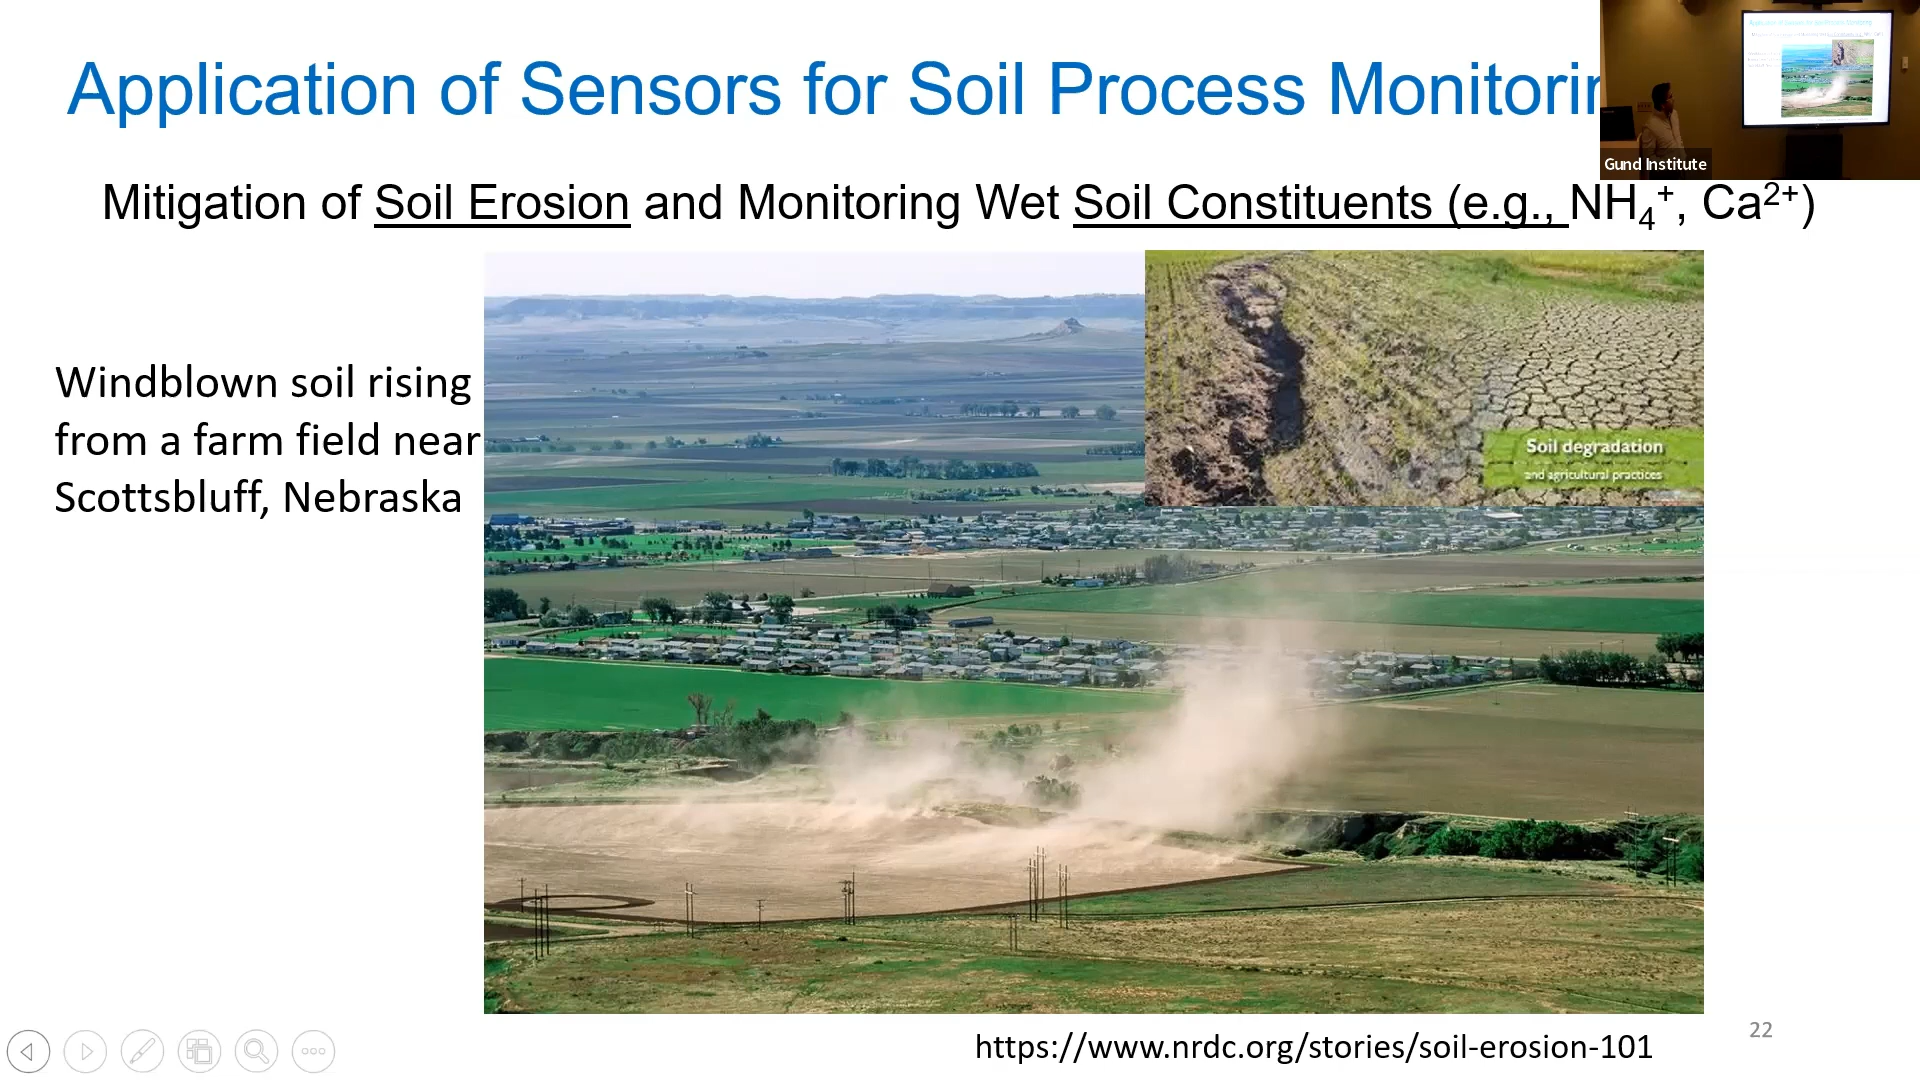 Application of Sensors for Soil Process Monitorin
Gund Institute
Mitigation of Soil Erosion and Monitoring Wet Soil Constituents (e.g., NH₄⁺, Ca²⁺)
Windblown soil rising
from a farm field near
Scottsbluff, Nebraska
Soil degradation
and agricultural practices
https://www.nrdc.org/stories/soil-erosion-101
22